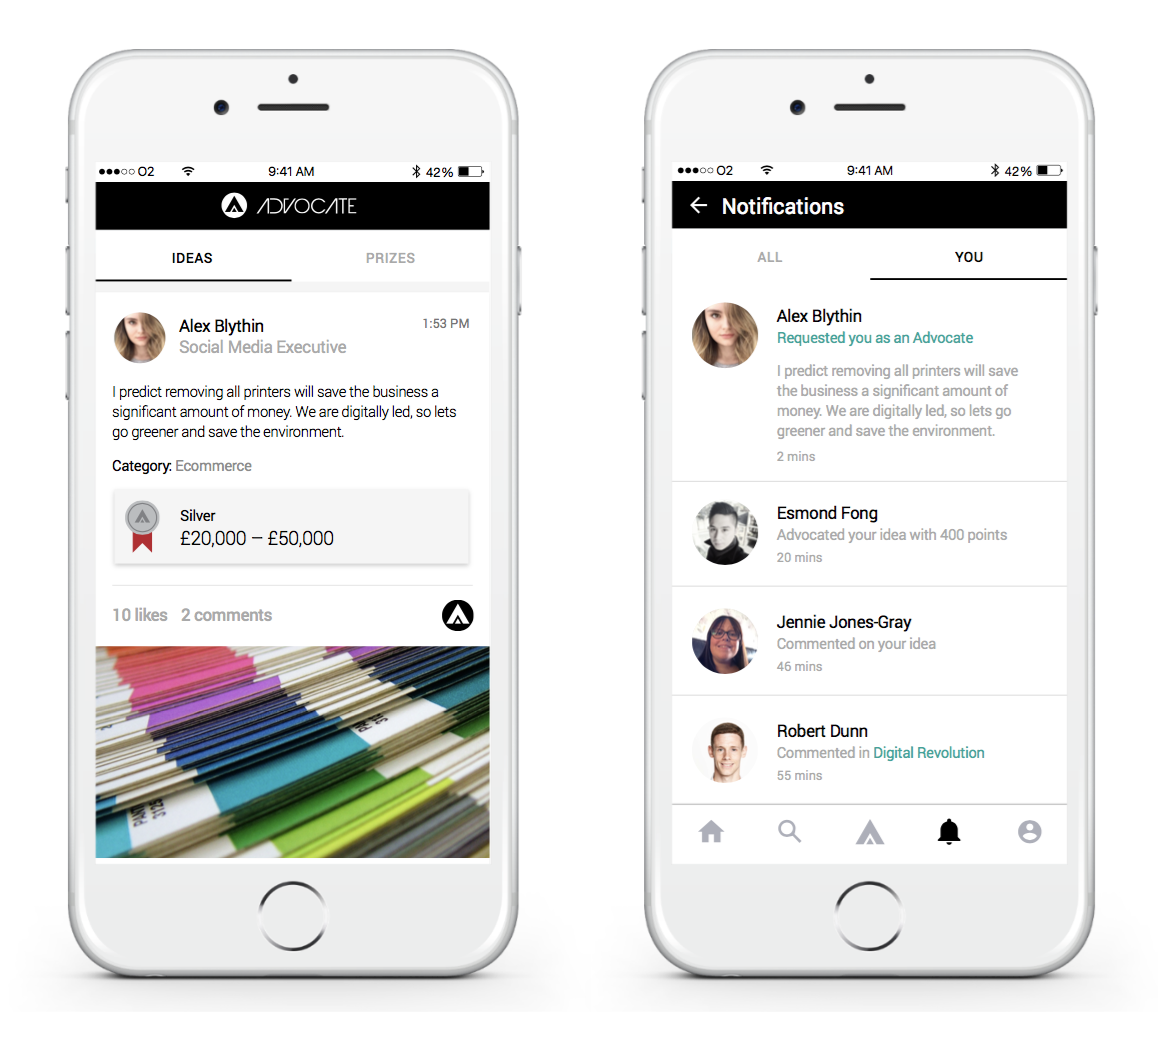 O2 9:41 AM 42%
ADVOCATE
IDEAS PRIZES
Alex Blythin 1:53 PM
Social Media Executive
I predict removing all printers will save the business a
significant amount of money. We are digitally led, so lets
go greener and save the environment.
Category: Ecommerce
Silver
£20,000 – £50,000
10 likes 2 comments
O2 9:41 AM 42%
Notifications
ALL YOU
Alex Blythin
Requested you as an Advocate
I predict removing all printers will save
the business a significant amount of
money. We are digitally led, so lets go
greener and save the environment.
2 mins
Esmond Fong
Advocated your idea with 400 points
20 mins
Jennie Jones-Gray
Commented on your idea
46 mins
Robert Dunn
Commented in Digital Revolution
55 mins